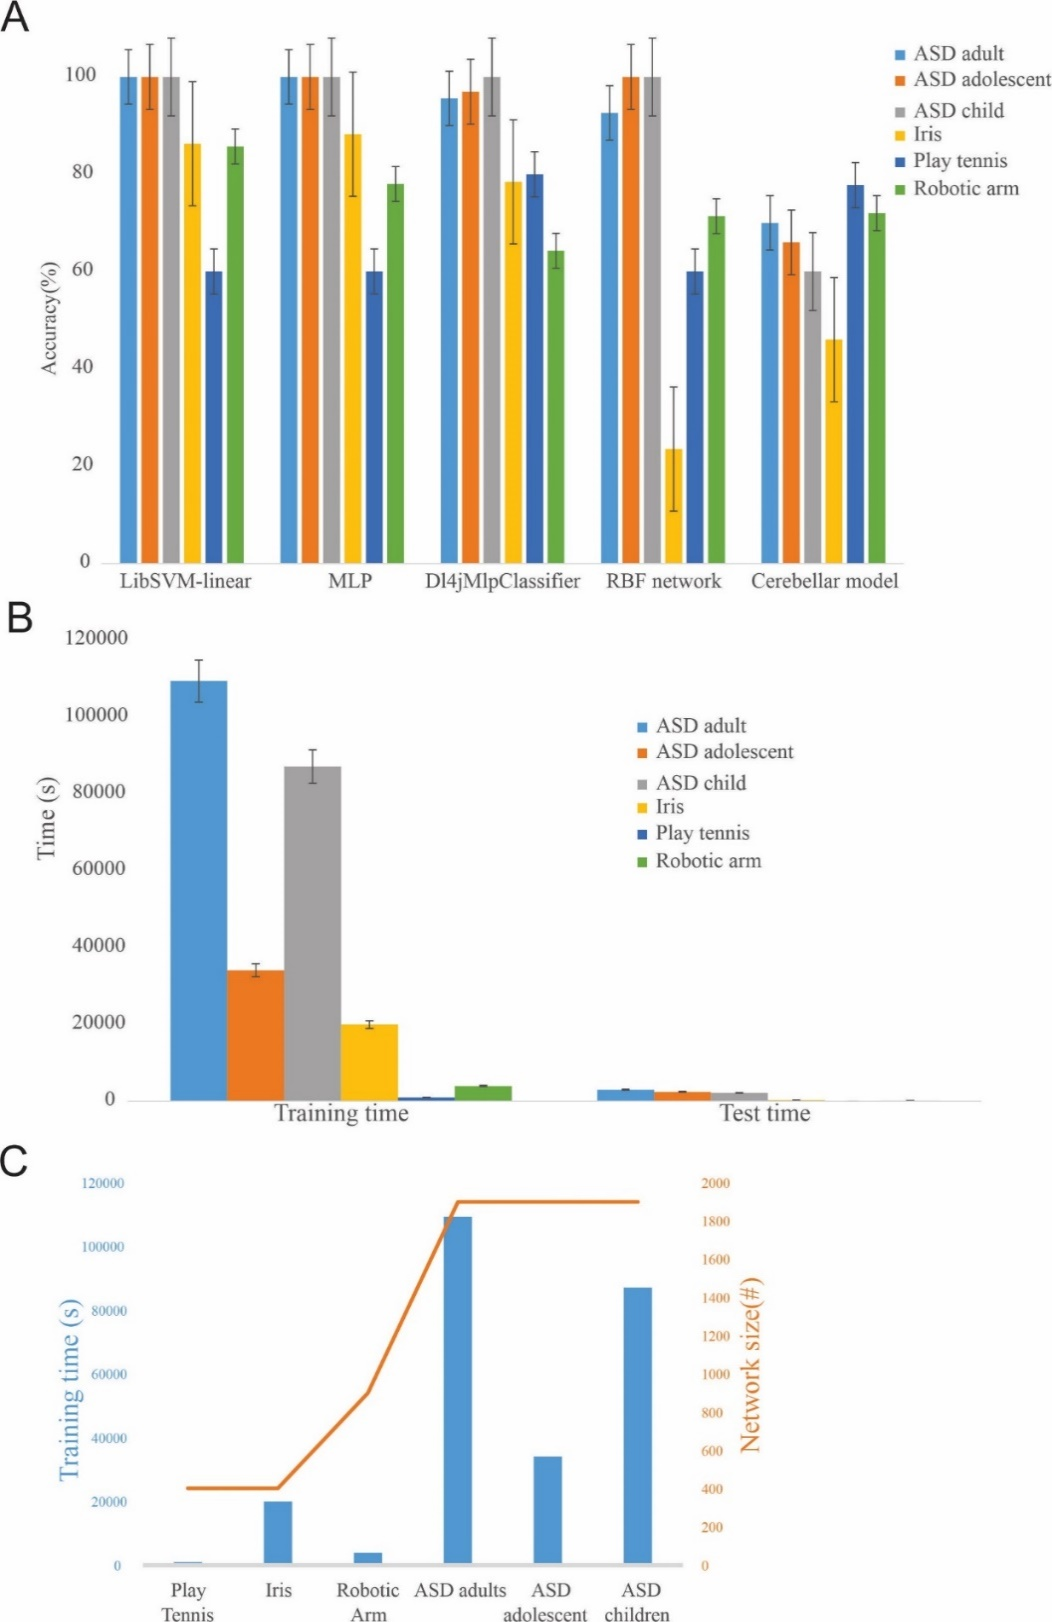 A
100
80
60
40
20
0
Accuracy(%)
LibSVM-linear MLP Dl4jMlpClassifier RBF network Cerebellar model
ASD adult
ASD adolescent
ASD child
Iris
Play tennis
Robotic arm
B
120000
100000
80000
60000
40000
20000
0
Time (s)
Training time Test time
ASD adult
ASD adolescent
ASD child
Iris
Play tennis
Robotic arm
C
120000
100000
80000
60000
40000
20000
0
Training time (s)
2000
1800
1600
1400
1200
1000
800
600
400
200
0
Network size(#)
Play Iris Robotic ASD adults ASD ASD
Tennis Arm adolescent children